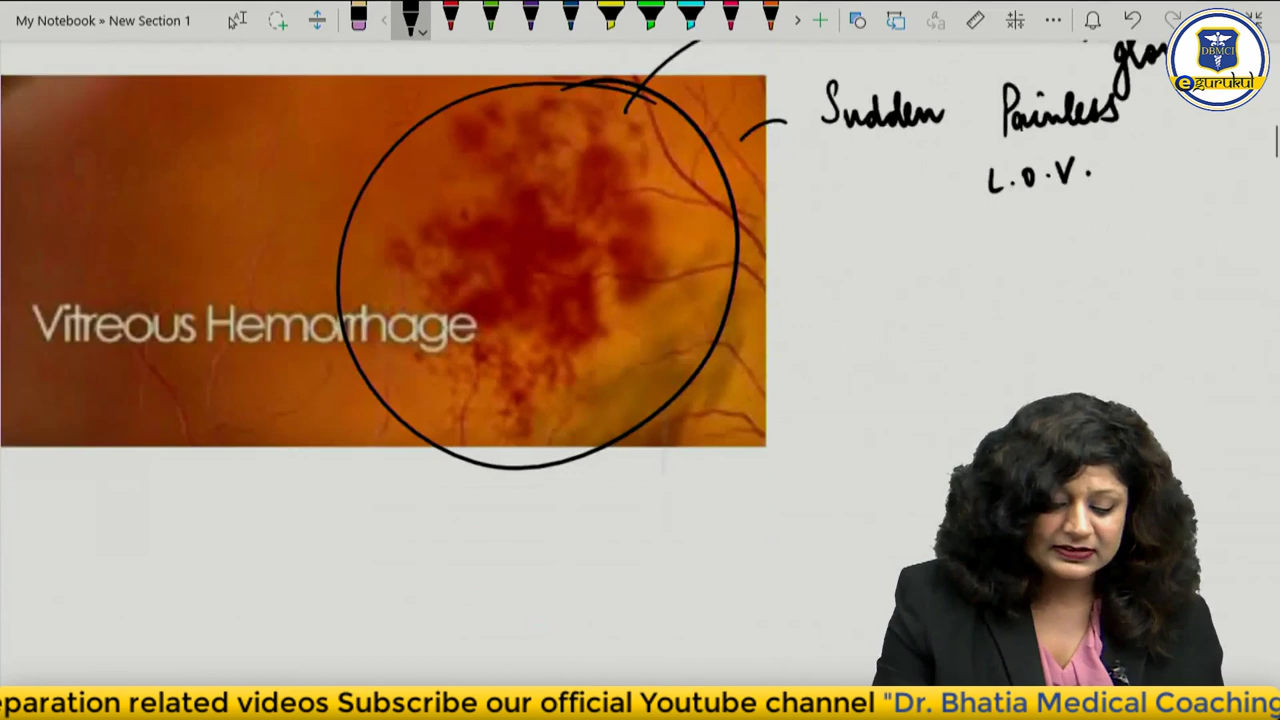 My Notebook » New Section 1
DBMCI
egurukul
Sudden Painless
L.O.V.
Vitreous Hemorrhage
eparation related videos Subscribe our official Youtube channel "Dr. Bhatia Medical Coaching